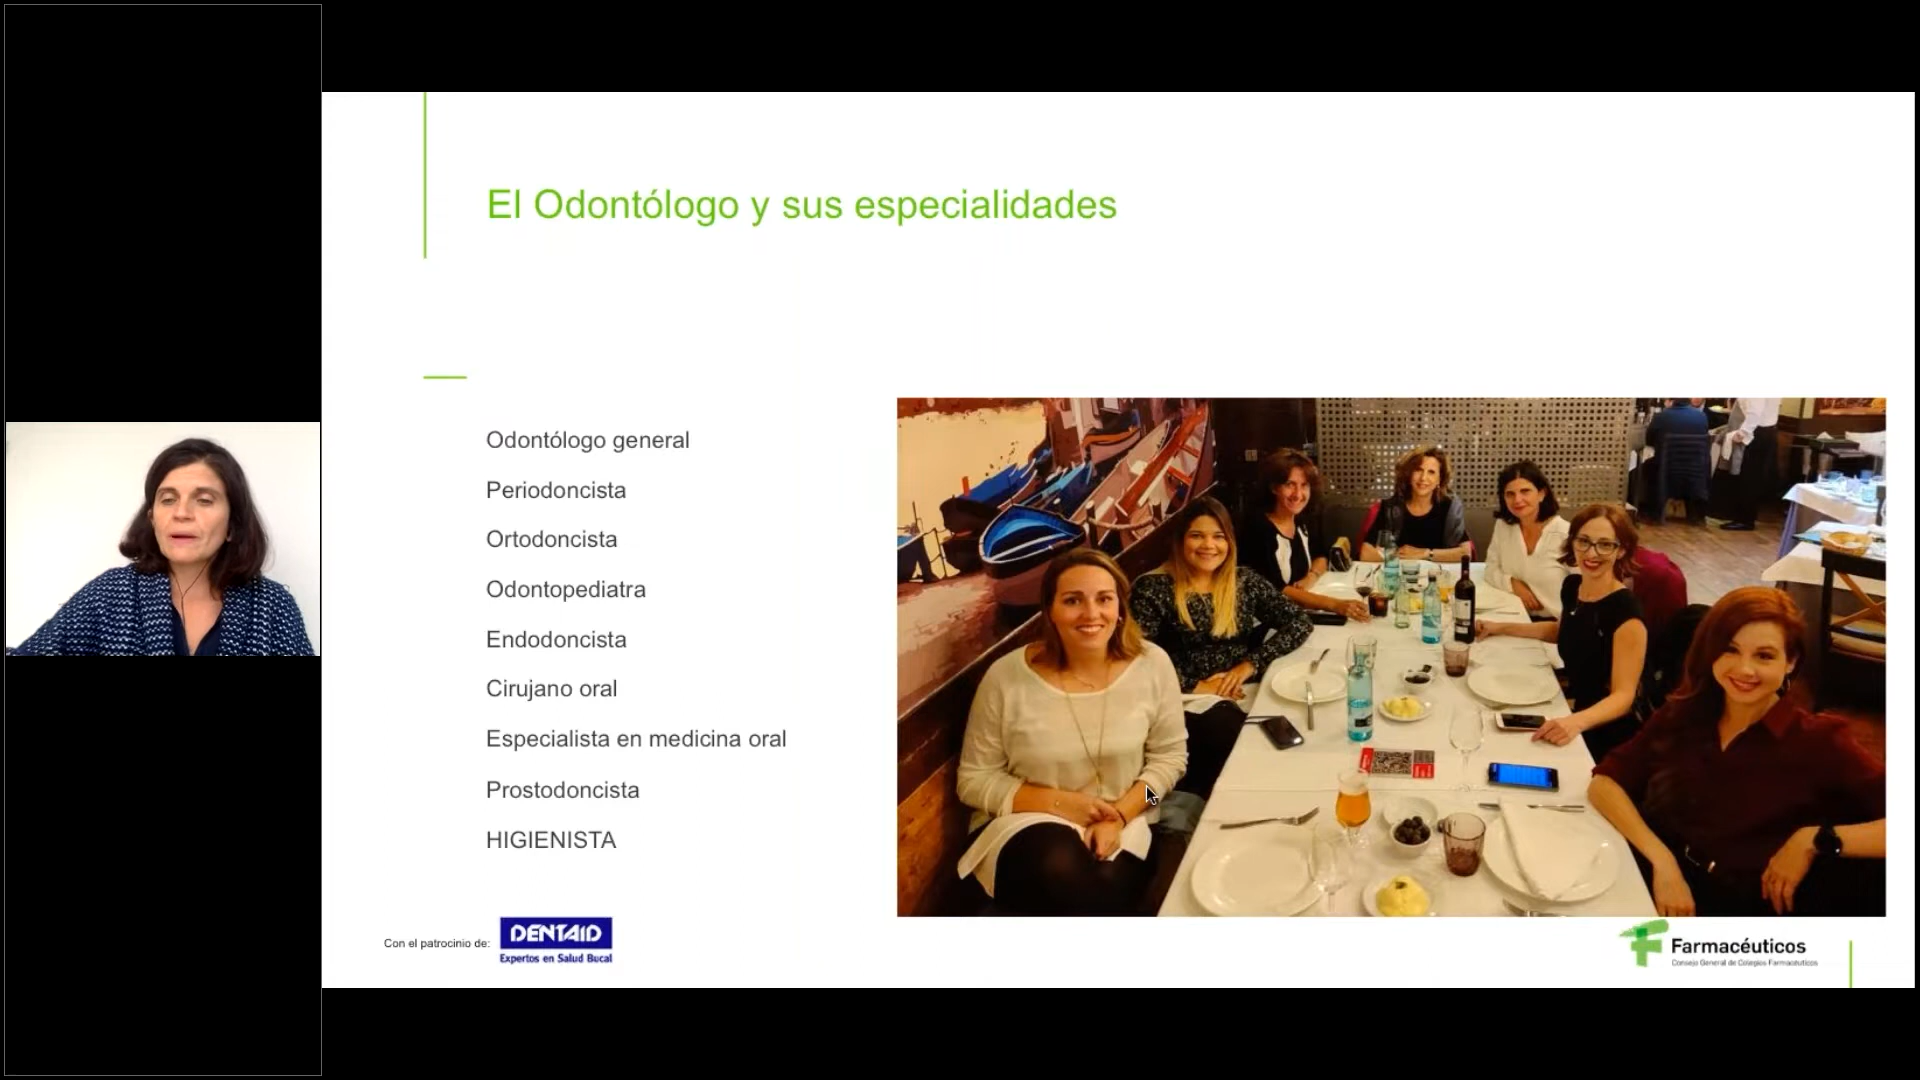 El Odontólogo y sus especialidades
Odontólogo general
Periodoncista
Ortodoncista
Odontopediatra
Endodoncista
Cirujano oral
Especialista en medicina oral
Prostodoncista
HIGIENISTA
Con el patrocinio de:
DENTAID
Expertos en Salud Bucal
Farmacéuticos
Consejo General de Colegios Farmacéuticos